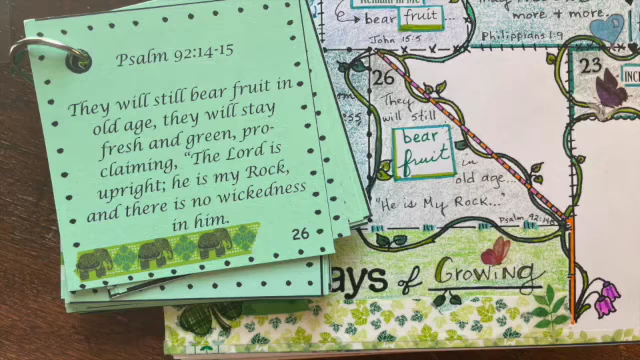 Psalm 92:14-15
They will still bear fruit in
old age, they will stay
fresh and green, pro-
claiming, "The Lord is
upright; he is my Rock,
and there is no wickedness
in him.
26
Remain in Me
bear fruit...
John 15:5
more + more
Philippians 1:9
26
They
will still
bear
fruit
in
old age...
"He is My Rock...
Psalm 92:14
23
ays of Growing